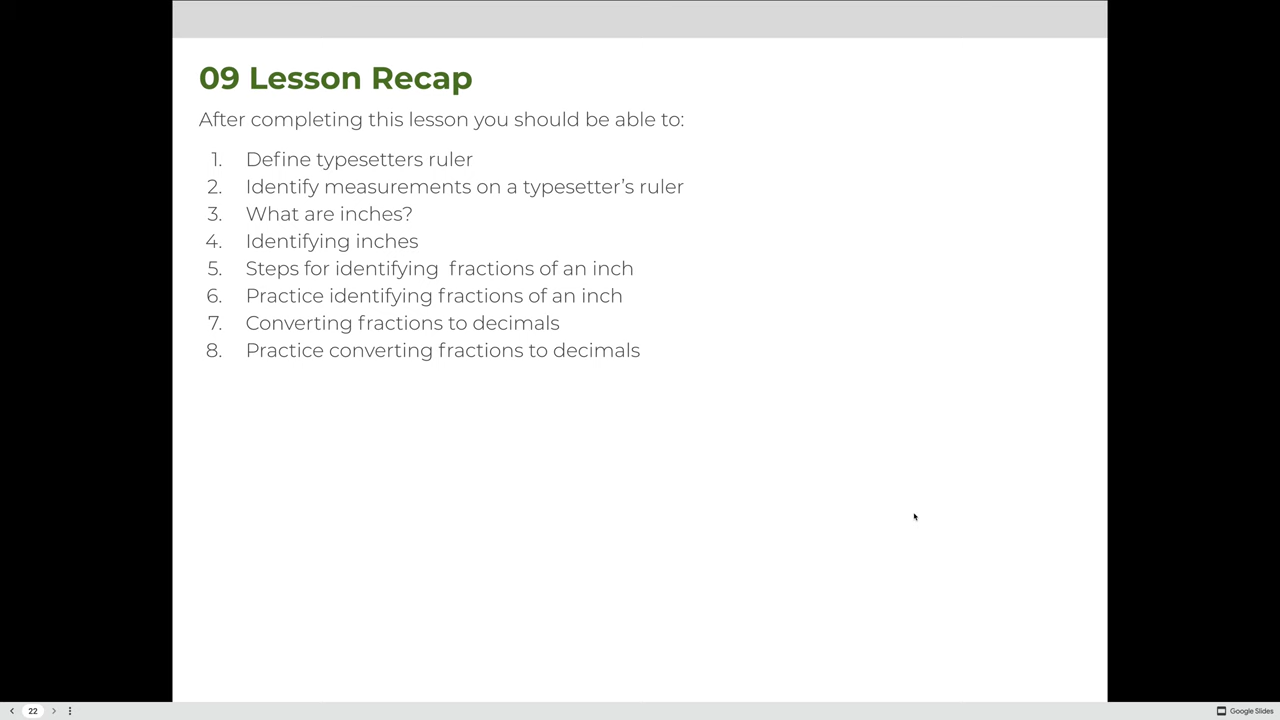 09 Lesson Recap
After completing this lesson you should be able to:
1. Define typesetters ruler
2. Identify measurements on a typesetter’s ruler
3. What are inches?
4. Identifying inches
5. Steps for identifying  fractions of an inch
6. Practice identifying fractions of an inch
7. Converting fractions to decimals
8. Practice converting fractions to decimals
22
Google Slides